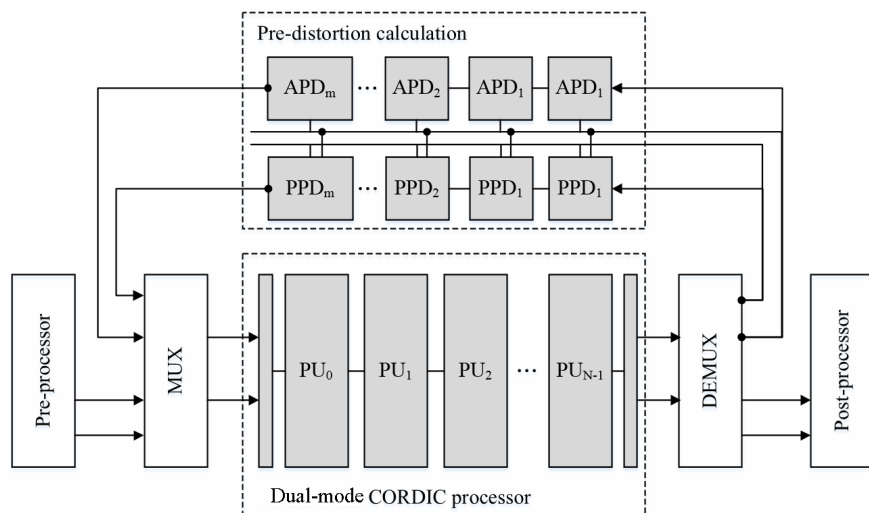 Pre-distortion calculation
APDₘ ··· APD₂ APD₁ APD₁
PPDₘ ··· PPD₂ PPD₁ PPD₁
Pre-processor
MUX
PU₀ PU₁ PU₂ ··· PU_N-1
DEMUX
Post-processor
Dual-mode CORDIC processor